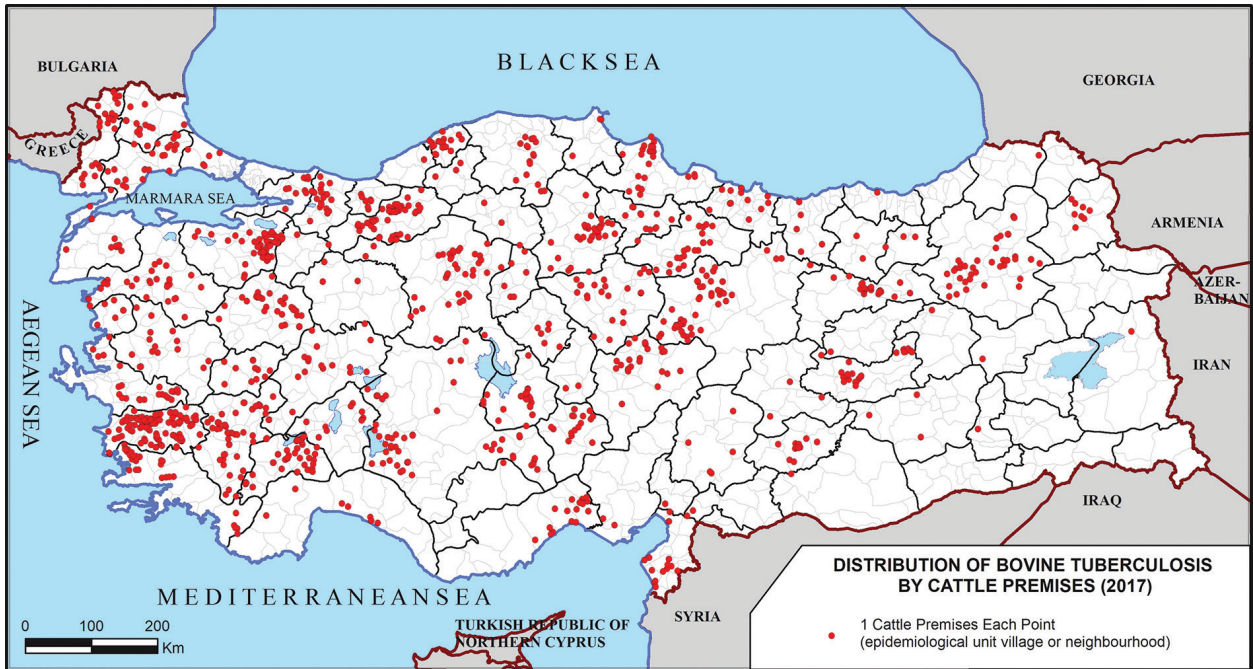 BLACKSEA
BULGARIA
GEORGIA
GREECE
MARMARA SEA
ARMENIA
AZER-
BAIJAN
AEGEAN SEA
IRAN
IRAQ
MEDITERRANEANSEA
SYRIA
TURKISH REPUBLIC OF
NORTHERN CYPRUS
0 100 200
Km
DISTRIBUTION OF BOVINE TUBERCULOSIS
BY CATTLE PREMISES (2017)
1 Cattle Premises Each Point
(epidemiological unit village or neighbourhood)